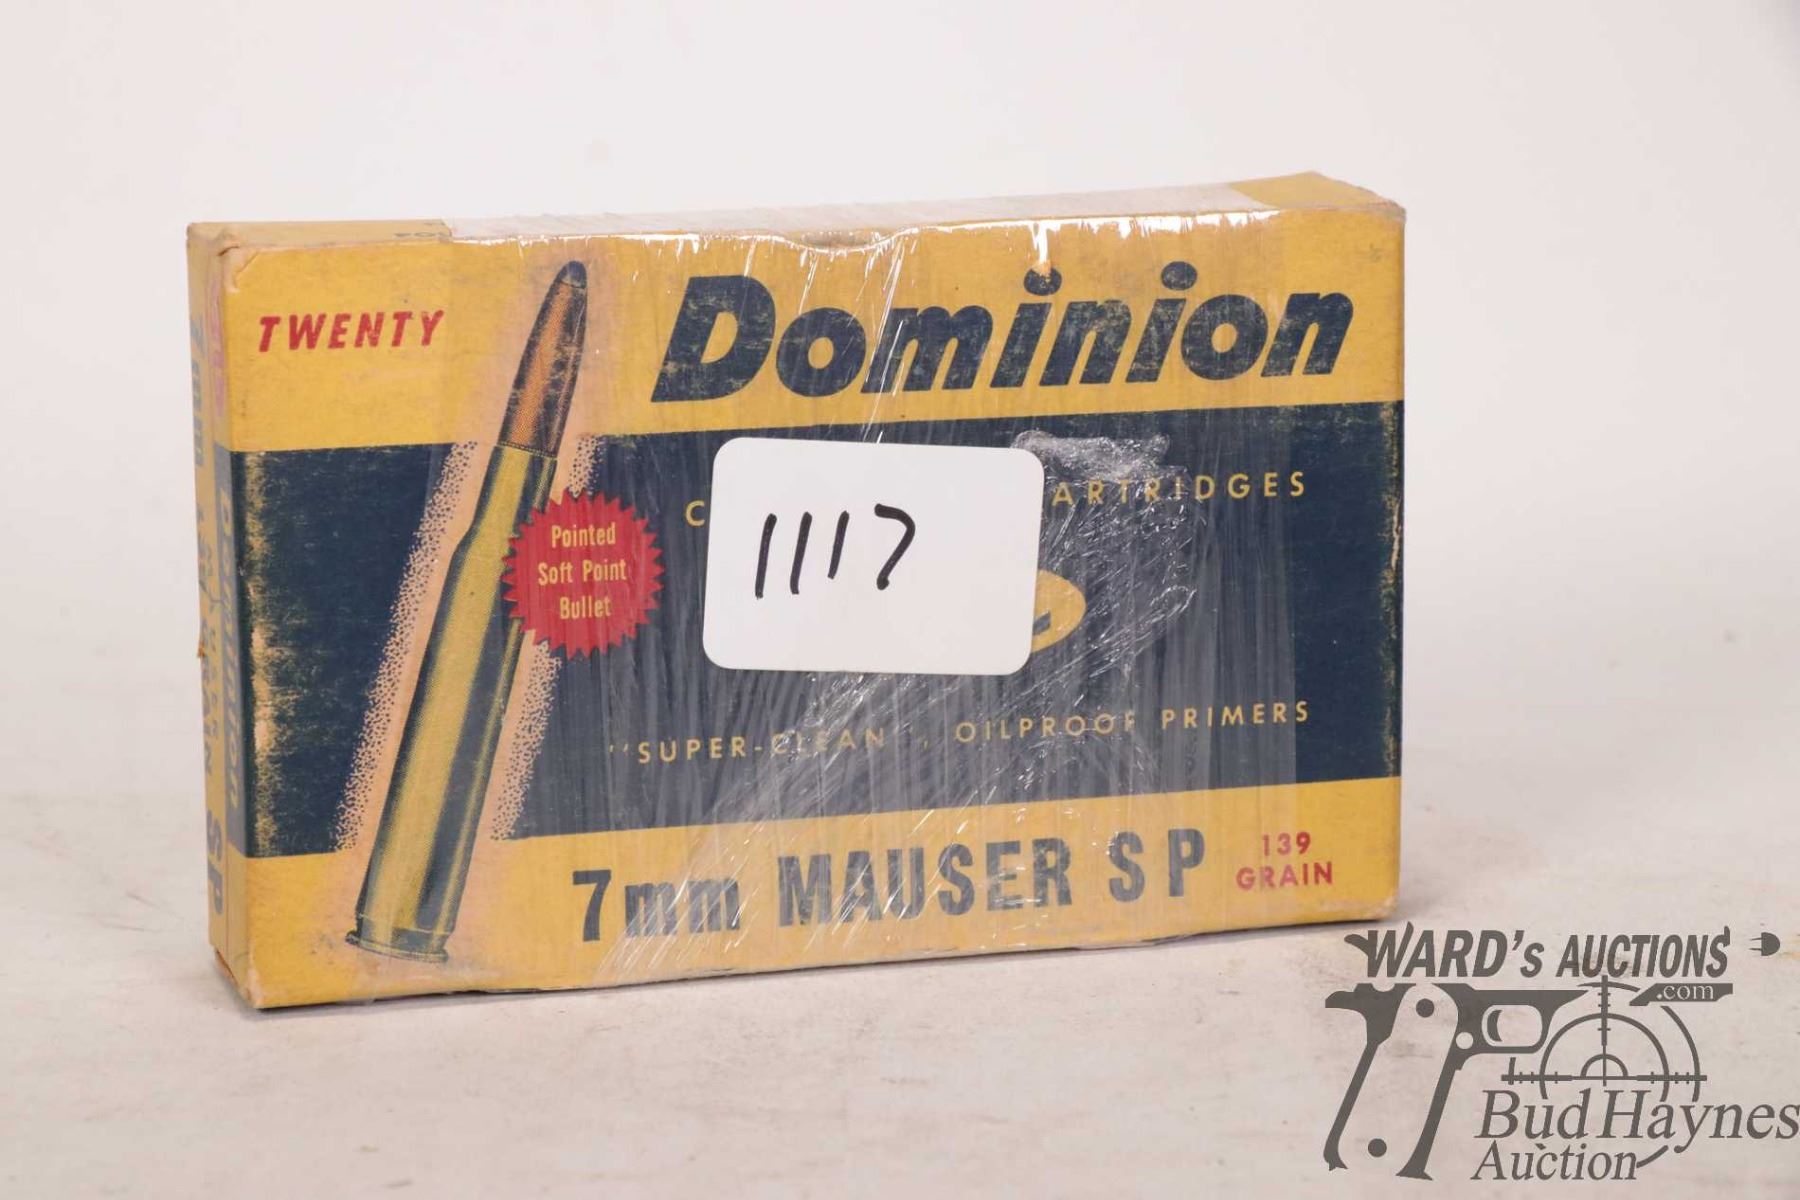 TWENTY
Dominion
ARTRIDGES
Pointed
Soft Point
Bullet
1117
"SUPER-CLEAN", OILPROOF PRIMERS
7mm MAUSER SP
139
GRAIN
WARD'S AUCTIONS
.com
Bud Haynes
Auction